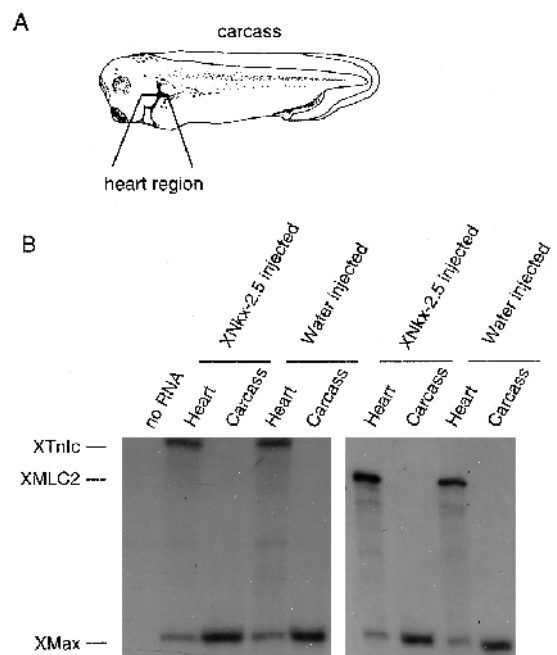 A
carcass
heart region
B
XNkx-2.5 injected
Water injected
XNkx-2.5 injected
Water injected
no RNA
Heart
Carcass
Heart
Carcass
Heart
Carcass
Heart
Carcass
XTnIc
XMLC2
XMax